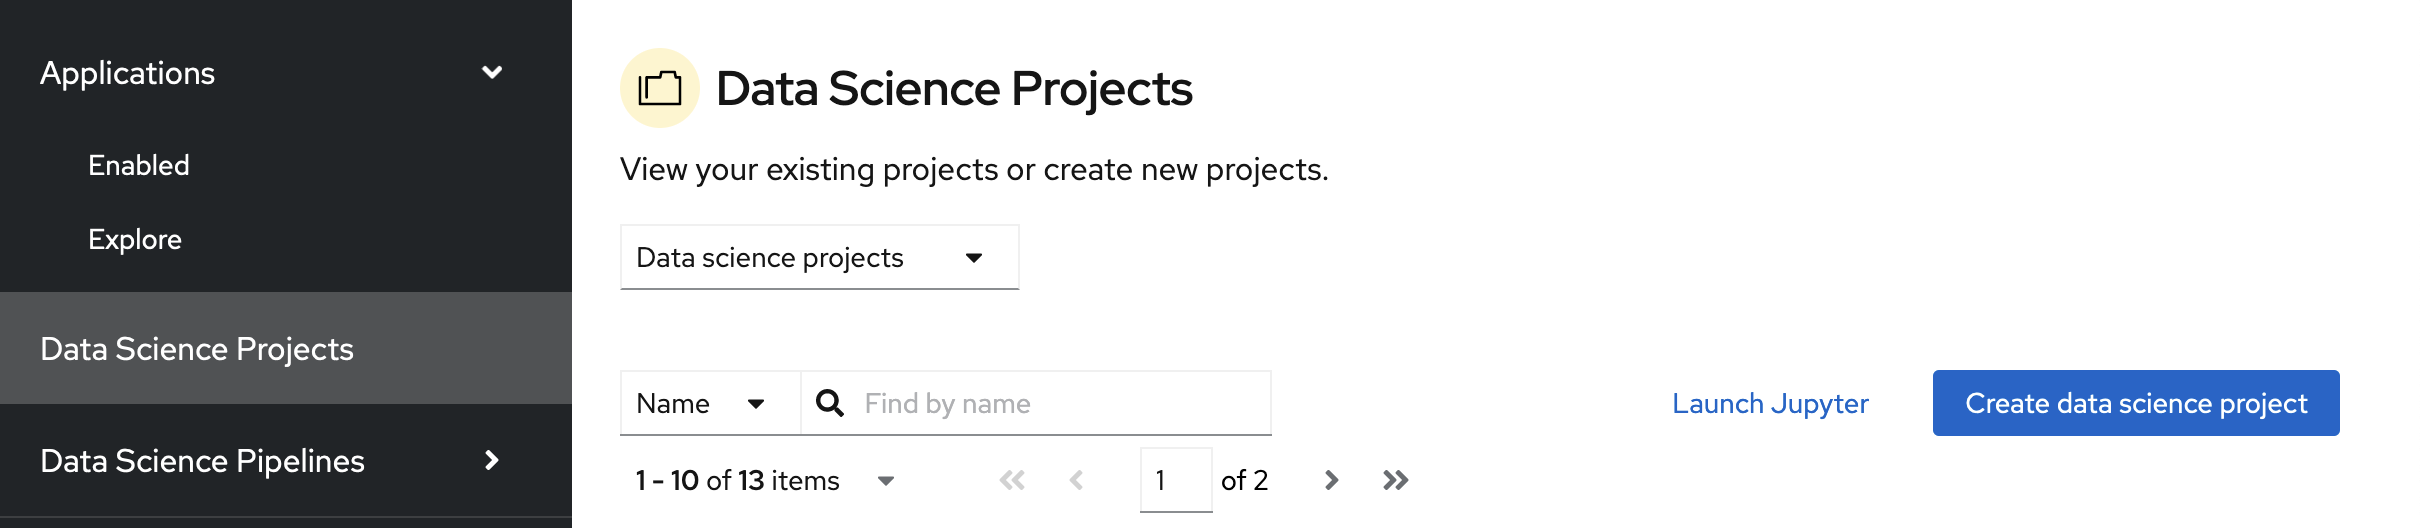 Applications
Enabled
Explore
Data Science Projects
Data Science Pipelines
Data Science Projects
View your existing projects or create new projects.
Data science projects
Name Find by name Launch Jupyter Create data science project
1 - 10 of 13 items 1 of 2